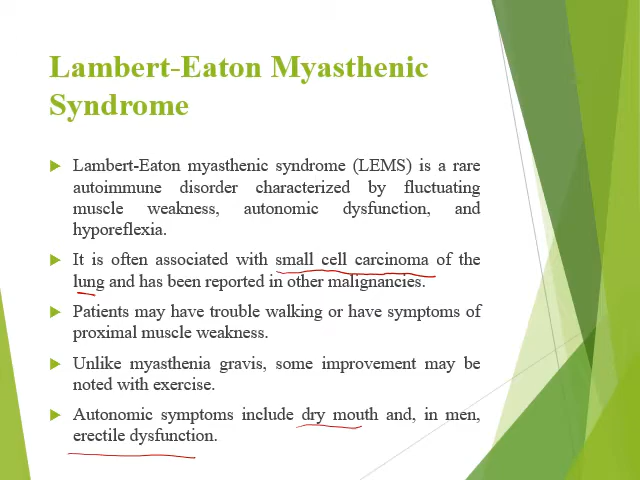 Lambert-Eaton Myasthenic
Syndrome
Lambert-Eaton myasthenic syndrome (LEMS) is a rare
autoimmune disorder characterized by fluctuating
muscle weakness, autonomic dysfunction, and
hyporeflexia.
It is often associated with small cell carcinoma of the
lung and has been reported in other malignancies.
Patients may have trouble walking or have symptoms of
proximal muscle weakness.
Unlike myasthenia gravis, some improvement may be
noted with exercise.
Autonomic symptoms include dry mouth and, in men,
erectile dysfunction.